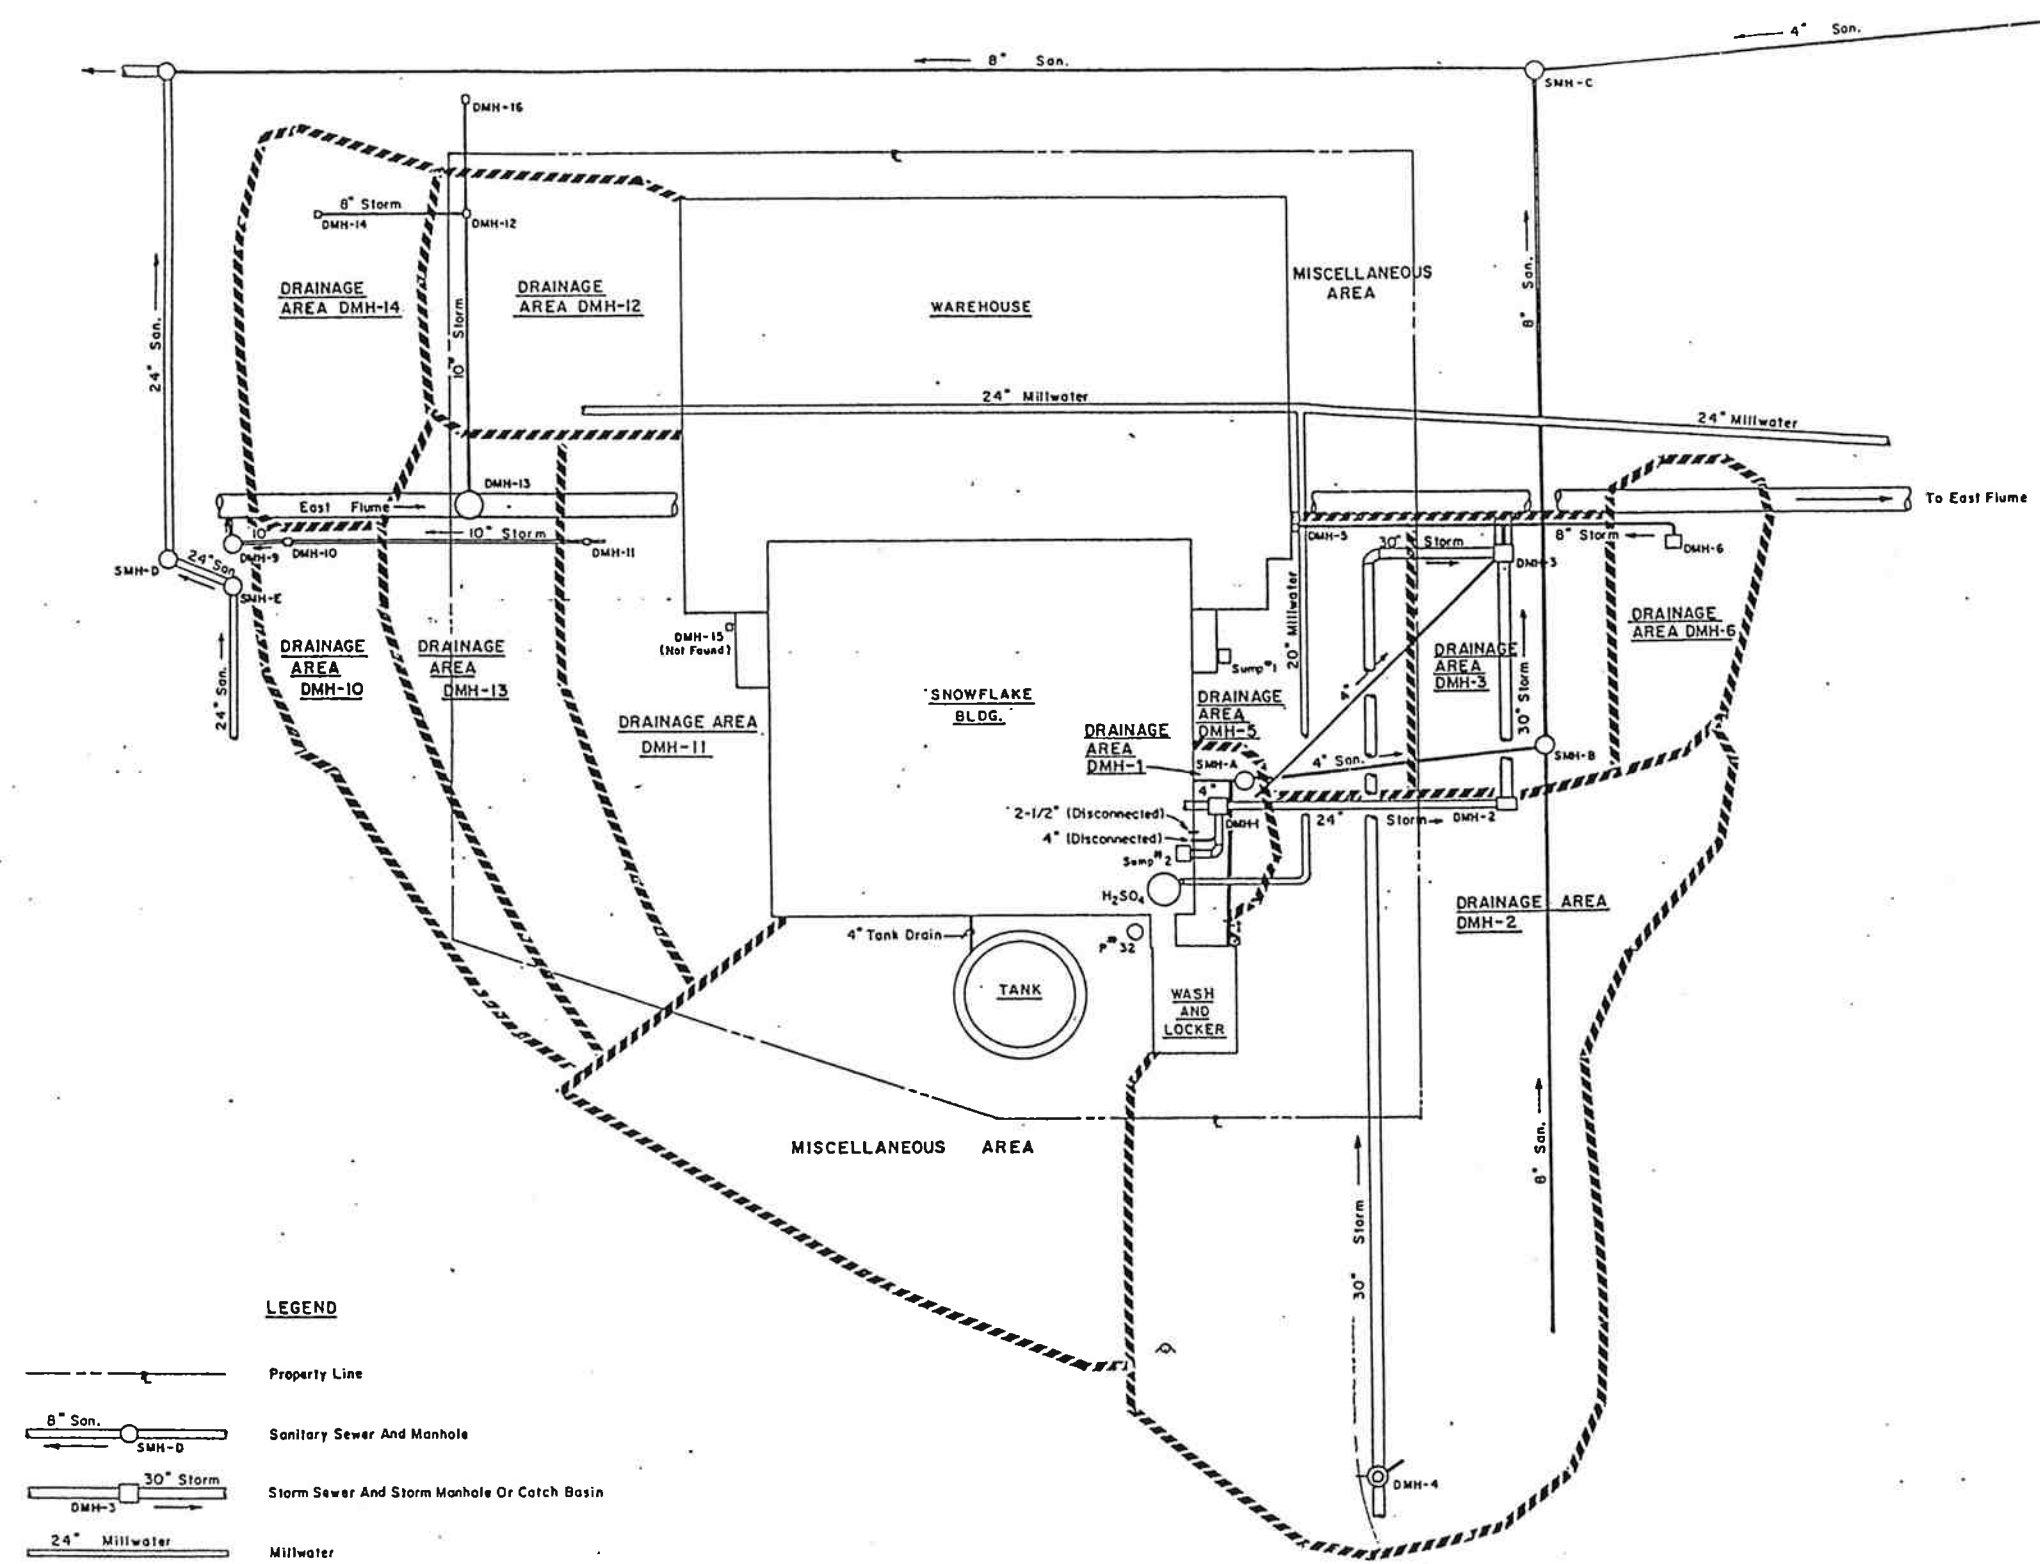 4" San.
8" San.
SMH-C
DMH-16
8" Storm
DMH-14
DMH-12
24" San.
10" Storm
8" San.
DRAINAGE
AREA DMH-14
DRAINAGE
AREA DMH-12
WAREHOUSE
MISCELLANEOUS
AREA
24" Millwater
24" Millwater
DMH-13
East Flume
To East Flume
10"
10" Storm
DMH-9
DMH-10
DMH-11
DMH-5
30" Storm
8" Storm
DMH-6
DMH-3
SMH-D
24" San.
SMH-E
24" San.
DRAINAGE
AREA
DMH-10
DRAINAGE
AREA
DMH-13
DMH-15
(Not Found)
DRAINAGE AREA
DMH-11
SNOWFLAKE
BLDG.
Sump #1
20" Millwater
DRAINAGE
AREA
DMH-5
DRAINAGE
AREA
DMH-3
30" Storm
DRAINAGE
AREA DMH-6
DRAINAGE
AREA
DMH-1
SMH-A
4"
4" San.
SMH-B
4"
2-1/2" (Disconnected)
DMH-1
24"
Storm
DMH-2
4" (Disconnected)
Sump #2
H2SO4
4" Tank Drain
P#32
TANK
WASH
AND
LOCKER
DRAINAGE AREA
DMH-2
8" San.
MISCELLANEOUS AREA
30" Storm
DMH-4
LEGEND
Property Line
8" San.
SMH-D
Sanitary Sewer And Manhole
30" Storm
DMH-3
Storm Sewer And Storm Manhole Or Catch Basin
24" Millwater
Millwater